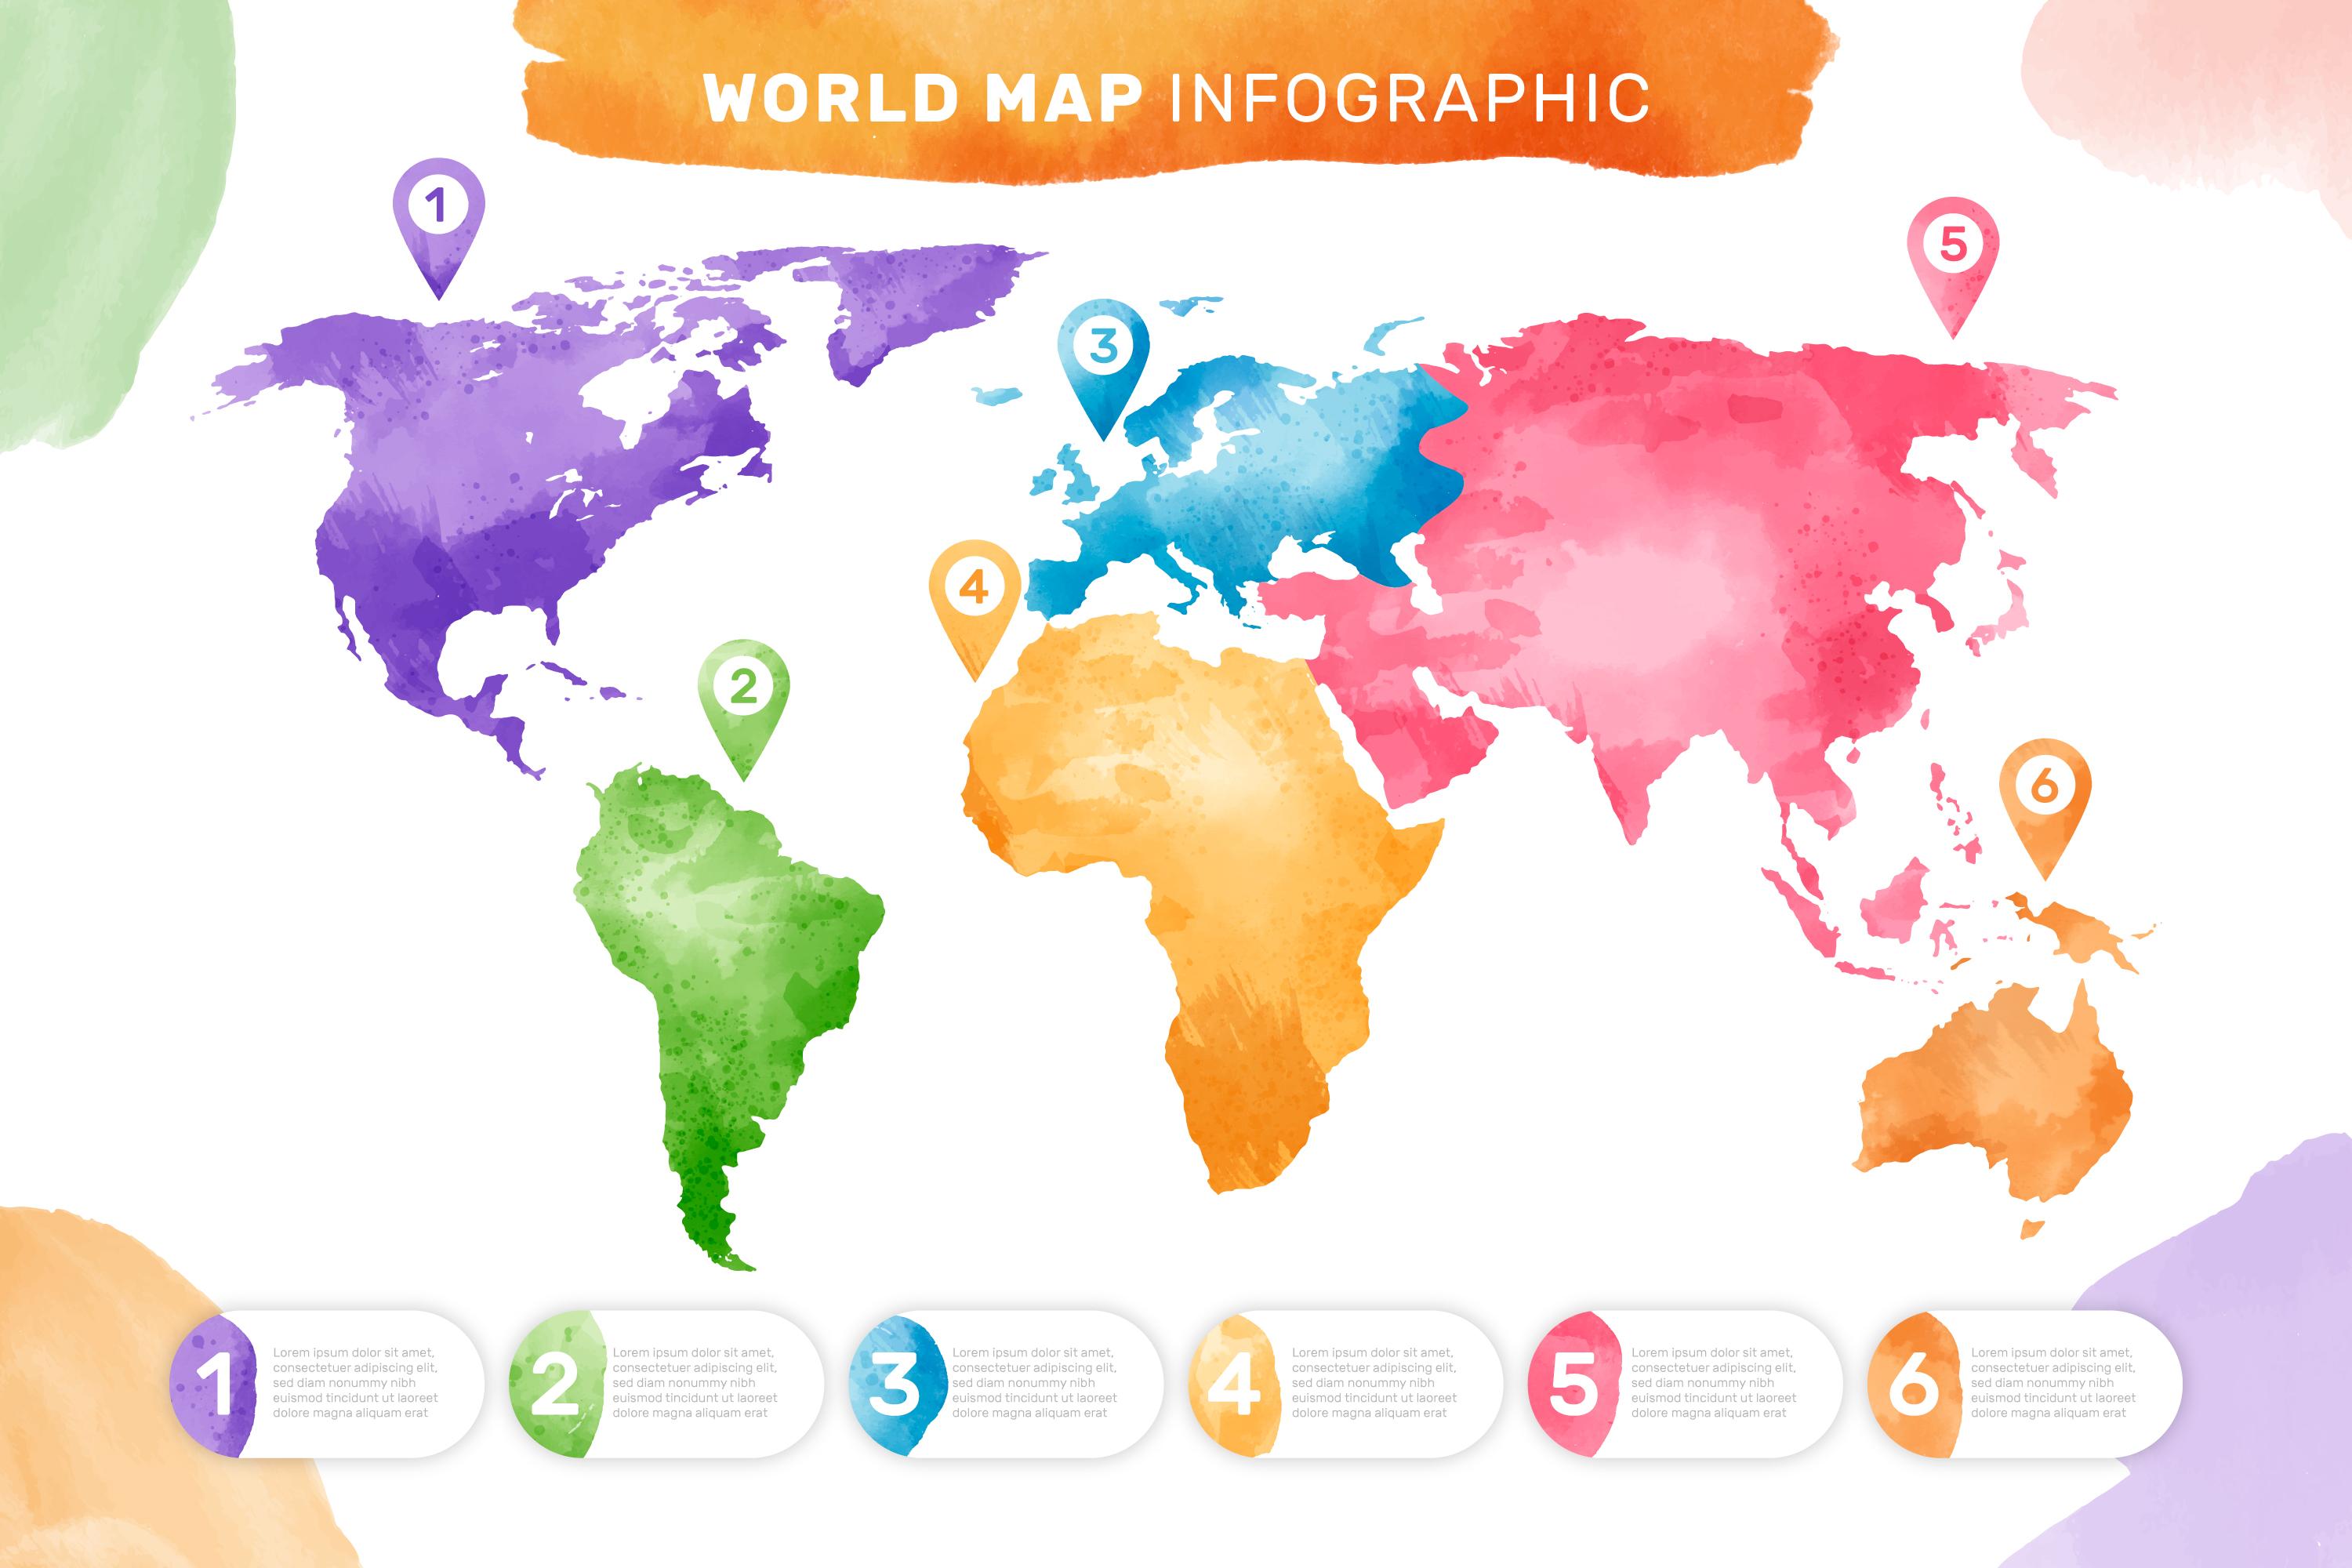 WORLD MAP INFOGRAPHIC
1
5
3
4
2
6
1
Lorem ipsum dolor sit amet,
consectetuer adipiscing elit,
sed diam nonummy nibh
euismod tincidunt ut laoreet
dolore magna aliquam erat
2
Lorem ipsum dolor sit amet,
consectetuer adipiscing elit,
sed diam nonummy nibh
euismod tincidunt ut laoreet
dolore magna aliquam erat
3
Lorem ipsum dolor sit amet,
consectetuer adipiscing elit,
sed diam nonummy nibh
euismod tincidunt ut laoreet
dolore magna aliquam erat
4
Lorem ipsum dolor sit amet,
consectetuer adipiscing elit,
sed diam nonummy nibh
euismod tincidunt ut laoreet
dolore magna aliquam erat
5
Lorem ipsum dolor sit amet,
consectetuer adipiscing elit,
sed diam nonummy nibh
euismod tincidunt ut laoreet
dolore magna aliquam erat
6
Lorem ipsum dolor sit amet,
consectetuer adipiscing elit,
sed diam nonummy nibh
euismod tincidunt ut laoreet
dolore magna aliquam erat